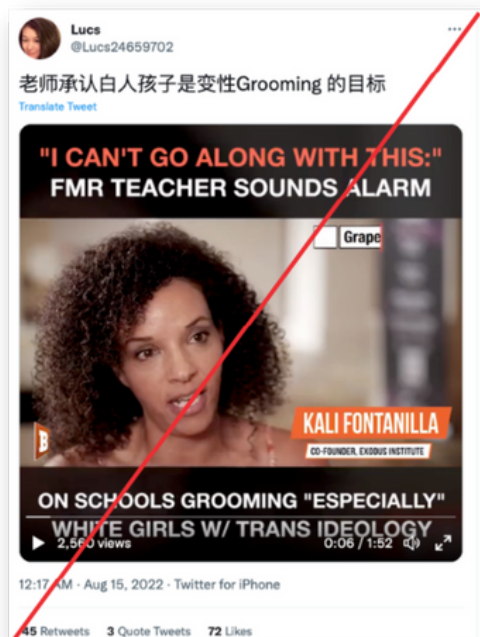 Lucs
@Lucs24659702
老师承认白人孩子是变性Grooming 的目标
Translate Tweet
"I CAN'T GO ALONG WITH THIS:"
FMR TEACHER SOUNDS ALARM
Grape
KALI FONTANILLA
CO-FOUNDER, EXODUS INSTITUTE
ON SCHOOLS GROOMING "ESPECIALLY"
WHITE GIRLS W/ TRANS IDEOLOGY
2,560 views
0:06 / 1:52
12:17 AM · Aug 15, 2022 · Twitter for iPhone
45 Retweets 3 Quote Tweets 72 Likes